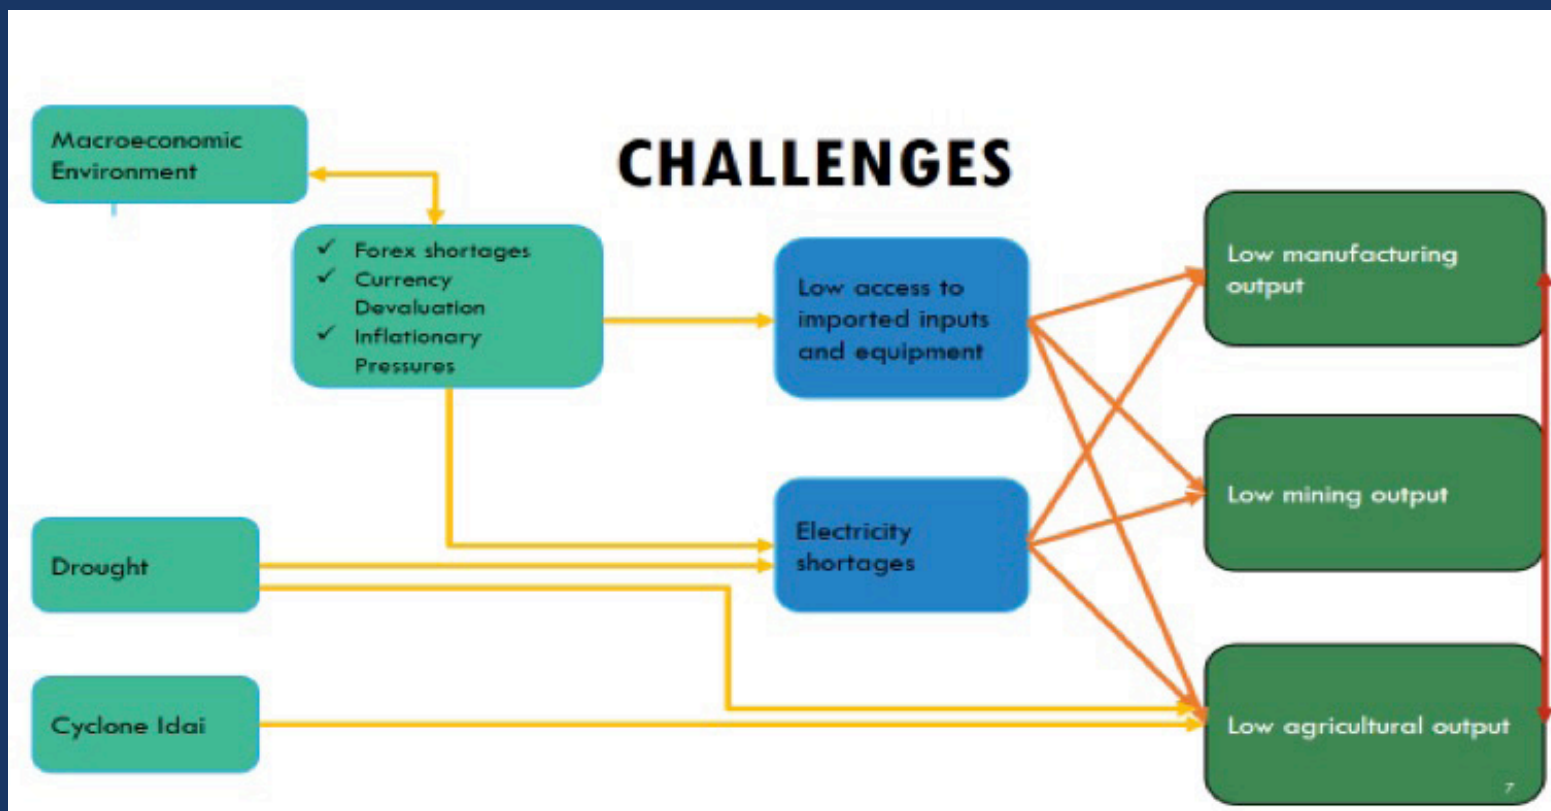 CHALLENGES
Macroeconomic
Environment
✓ Forex shortages
✓ Currency
Devaluation
✓ Inflationary
Pressures
Low access to
imported inputs
and equipment
Low manufacturing
output
Electricity
shortages
Low mining output
Drought
Cyclone Idai
Low agricultural output
7